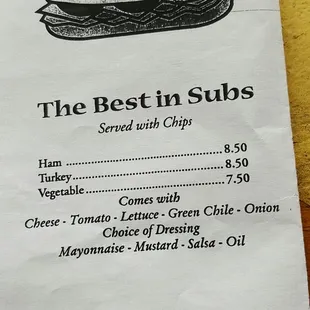 The Best in Subs
Served with Chips
Ham ................................................ 8.50
Turkey............................................. 8.50
Vegetable......................................... 7.50
Comes with
Cheese - Tomato - Lettuce - Green Chile - Onion
Choice of Dressing
Mayonnaise - Mustard - Salsa - Oil